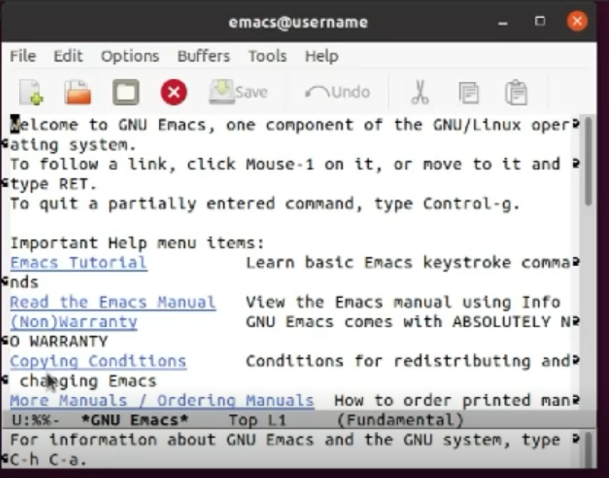 emacs@username
File Edit Options Buffers Tools Help
Save Undo
Welcome to GNU Emacs, one component of the GNU/Linux oper
ating system.
To follow a link, click Mouse-1 on it, or move to it and
type RET.
To quit a partially entered command, type Control-g.
Important Help menu items:
Emacs Tutorial Learn basic Emacs keystroke comma
nds
Read the Emacs Manual View the Emacs manual using Info
(Non)Warranty GNU Emacs comes with ABSOLUTELY N
O WARRANTY
Copying Conditions Conditions for redistributing and
changing Emacs
More Manuals / Ordering Manuals How to order printed man
U:%%- *GNU Emacs* Top L1 (Fundamental)
For information about GNU Emacs and the GNU system, type
C-h C-a.